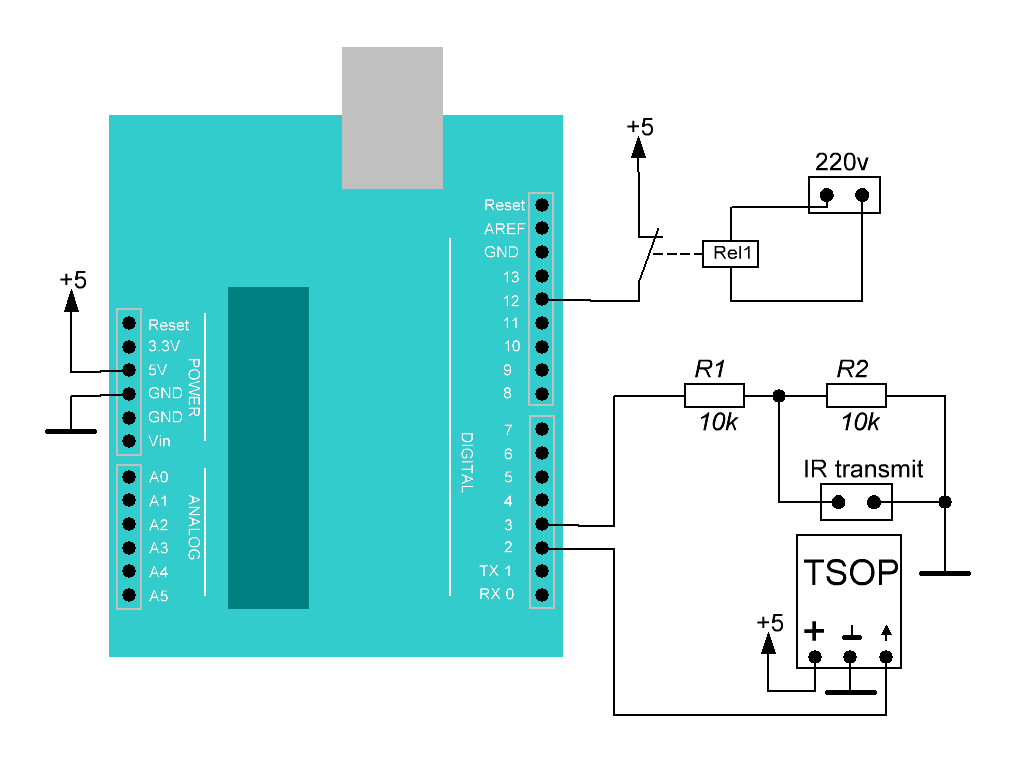 Reset
AREF
GND
13
12
11
10
9
8
7
6
5
4
3
2
TX 1
RX 0
DIGITAL
+5
Reset
3.3V
5V
GND
GND
Vin
POWER
A0
A1
A2
A3
A4
A5
ANALOG
+5
220v
Rel1
R1
10k
R2
10k
IR transmit
TSOP
+5
+